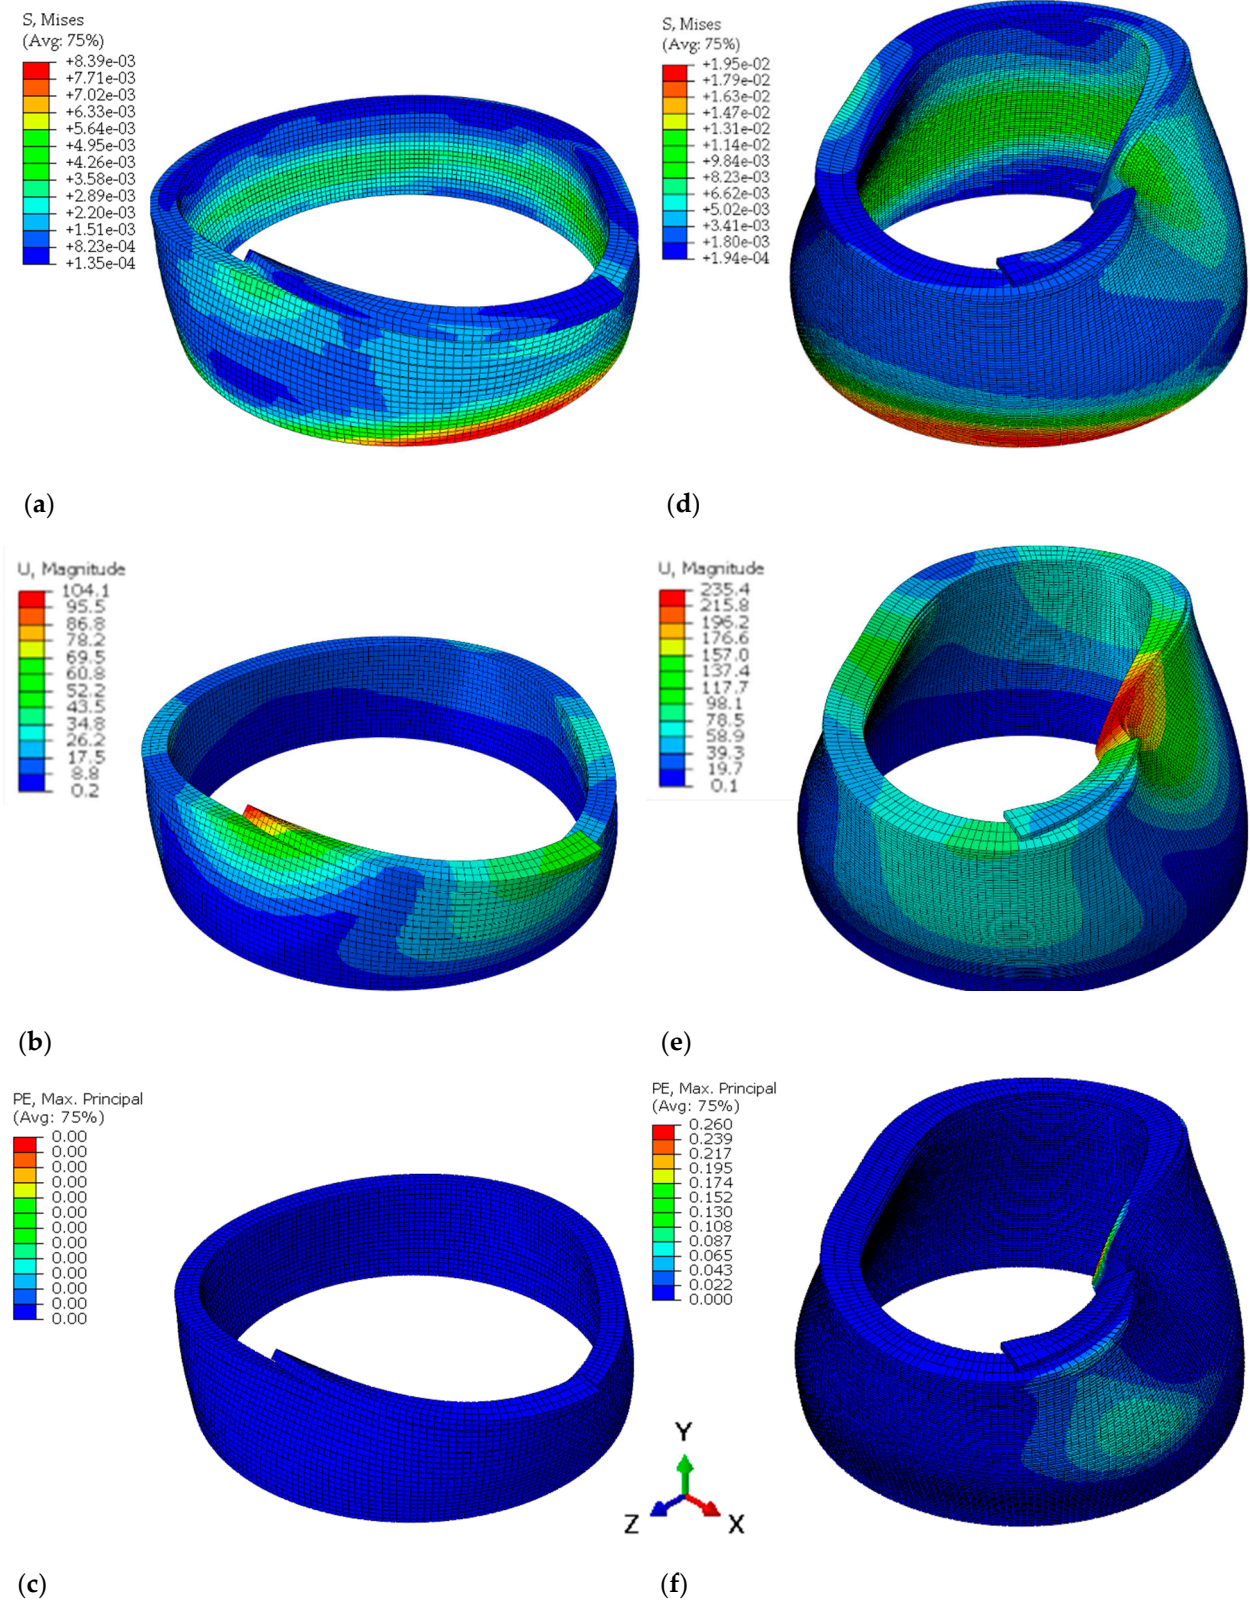 S, Mises
(Avg: 75%)
+8.39e-03
+7.71e-03
+7.02e-03
+6.33e-03
+5.64e-03
+4.95e-03
+4.26e-03
+3.58e-03
+2.89e-03
+2.20e-03
+1.51e-03
+8.23e-04
+1.35e-04
(a)
S, Mises
(Avg: 75%)
+1.95e-02
+1.79e-02
+1.63e-02
+1.47e-02
+1.31e-02
+1.14e-02
+9.84e-03
+8.23e-03
+6.62e-03
+5.02e-03
+3.41e-03
+1.80e-03
+1.94e-04
(d)
U, Magnitude
104.1
95.5
86.8
78.2
69.5
60.8
52.2
43.5
34.8
26.2
17.5
8.8
0.2
(b)
U, Magnitude
235.4
215.8
196.2
176.6
157.0
137.4
117.7
98.1
78.5
58.9
39.3
19.7
0.1
(e)
PE, Max. Principal
(Avg: 75%)
0.00
0.00
0.00
0.00
0.00
0.00
0.00
0.00
0.00
0.00
0.00
0.00
0.00
(c)
PE, Max. Principal
(Avg: 75%)
0.260
0.239
0.217
0.195
0.174
0.152
0.130
0.108
0.087
0.065
0.043
0.022
0.000
Y
Z
X
(f)